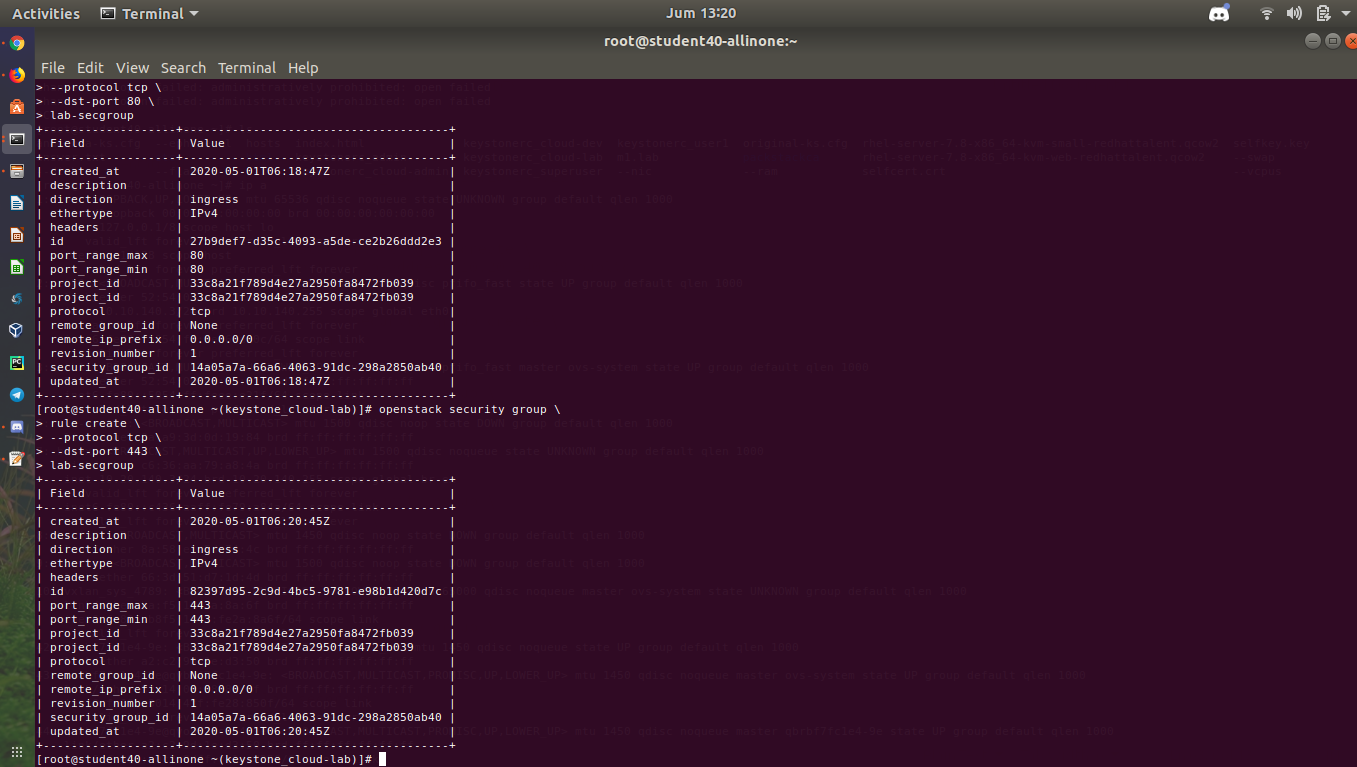 Activities Terminal Jum 13:20
root@student40-allinone:~
File Edit View Search Terminal Help
> --protocol tcp \
> --dst-port 80 \
> lab-secgroup
+-------------------+--------------------------------------+
| Field | Value |
+-------------------+--------------------------------------+
| created_at | 2020-05-01T06:18:47Z |
| description | |
| direction | ingress |
| ethertype | IPv4 |
| headers | |
| id | 27b9def7-d35c-4093-a5de-ce2b26ddd2e3 |
| port_range_max | 80 |
| port_range_min | 80 |
| project_id | 33c8a21f789d4e27a2950fa8472fb039 |
| project_id | 33c8a21f789d4e27a2950fa8472fb039 |
| protocol | tcp |
| remote_group_id | None |
| remote_ip_prefix | 0.0.0.0/0 |
| revision_number | 1 |
| security_group_id | 14a05a7a-66a6-4063-91dc-298a2850ab40 |
| updated_at | 2020-05-01T06:18:47Z |
+-------------------+--------------------------------------+
[root@student40-allinone ~(keystone_cloud-lab)]# openstack security group \
> rule create \
> --protocol tcp \
> --dst-port 443 \
> lab-secgroup
+-------------------+--------------------------------------+
| Field | Value |
+-------------------+--------------------------------------+
| created_at | 2020-05-01T06:20:45Z |
| description | |
| direction | ingress |
| ethertype | IPv4 |
| headers | |
| id | 82397d95-2c9d-4bc5-9781-e98b1d420d7c |
| port_range_max | 443 |
| port_range_min | 443 |
| project_id | 33c8a21f789d4e27a2950fa8472fb039 |
| project_id | 33c8a21f789d4e27a2950fa8472fb039 |
| protocol | tcp |
| remote_group_id | None |
| remote_ip_prefix | 0.0.0.0/0 |
| revision_number | 1 |
| security_group_id | 14a05a7a-66a6-4063-91dc-298a2850ab40 |
| updated_at | 2020-05-01T06:20:45Z |
+-------------------+--------------------------------------+
[root@student40-allinone ~(keystone_cloud-lab)]#